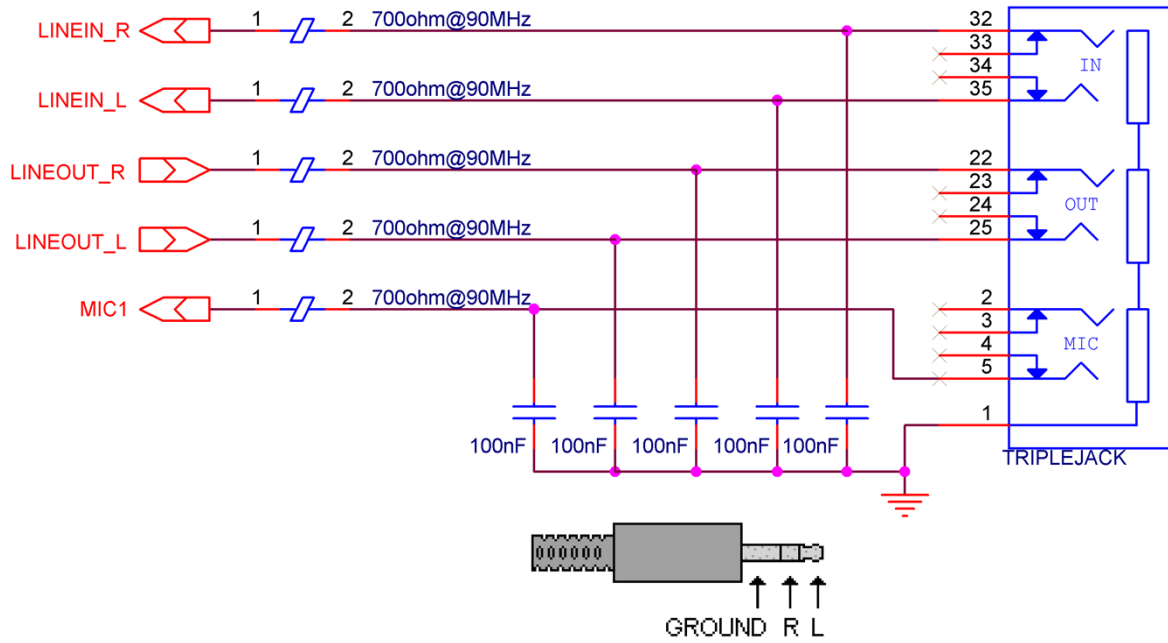 LINEIN_R 1 2 700ohm@90MHz 32
33
IN
34
LINEIN_L 1 2 700ohm@90MHz 35
LINEOUT_R 1 2 700ohm@90MHz 22
23
OUT
24
LINEOUT_L 1 2 700ohm@90MHz 25
MIC1 1 2 700ohm@90MHz 2
3
MIC
4
5
1
100nF 100nF 100nF 100nF 100nF
TRIPLEJACK
GROUND R L